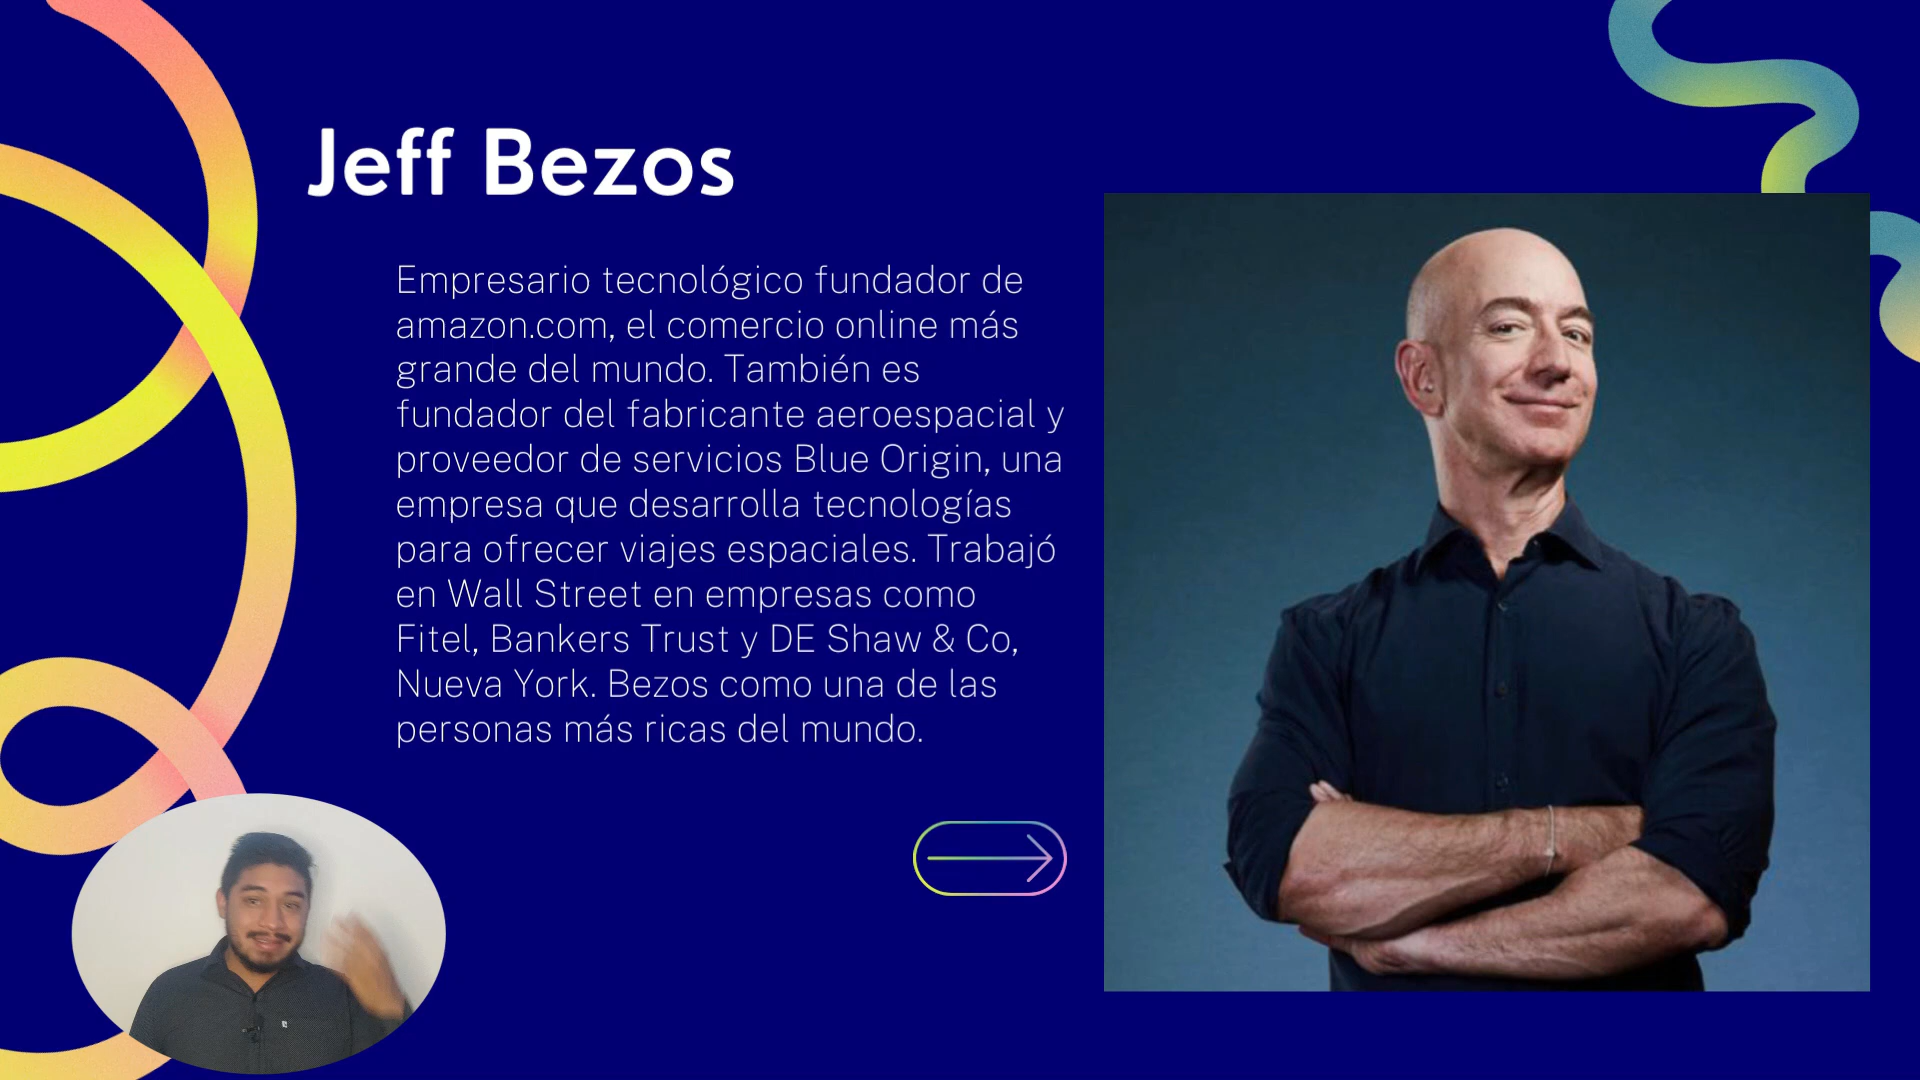 Jeff Bezos
Empresario tecnológico fundador de
amazon.com, el comercio online más
grande del mundo. También es
fundador del fabricante aeroespacial y
proveedor de servicios Blue Origin, una
empresa que desarrolla tecnologías
para ofrecer viajes espaciales. Trabajó
en Wall Street en empresas como
Fitel, Bankers Trust y DE Shaw & Co,
Nueva York. Bezos como una de las
personas más ricas del mundo.